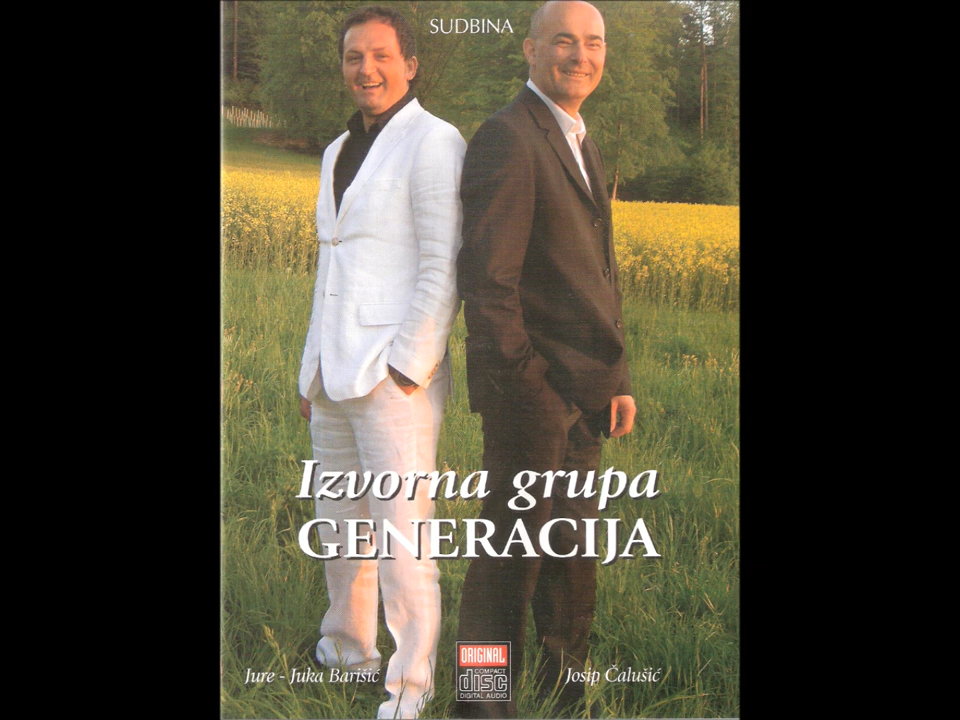 SUDBINA
Izvorna grupa
GENERACIJA
Jure - Juka Barišić
ORIGINAL
COMPACT
disc
DIGITAL AUDIO
Josip Čalušić